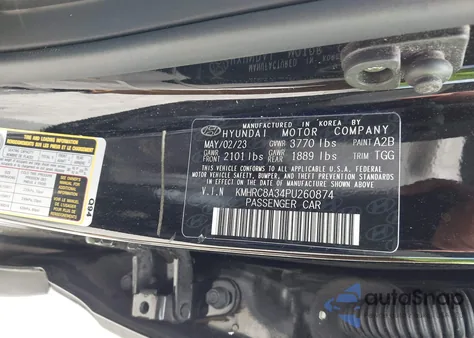 MANUFACTURED IN KOREA BY
HYUNDAI MOTOR COMPANY
MAY/02/23 GVWR 3770 lbs PAINT A2B
GAWR FRONT 2101 lbs GAWR REAR 1889 lbs TRIM TGG
THIS VEHICLE CONFORMS TO ALL APPLICABLE U.S.A. FEDERAL
MOTOR VEHICLE SAFETY, BUMPER, AND THEFT PREVENTION
STANDARDS IN EFFECT ON THE DATE OF MANUFACTURE
SHOWN ABOVE.
V.I.N KMHRC8A34PU260874
PASSENGER CAR
QB4
autoSnap